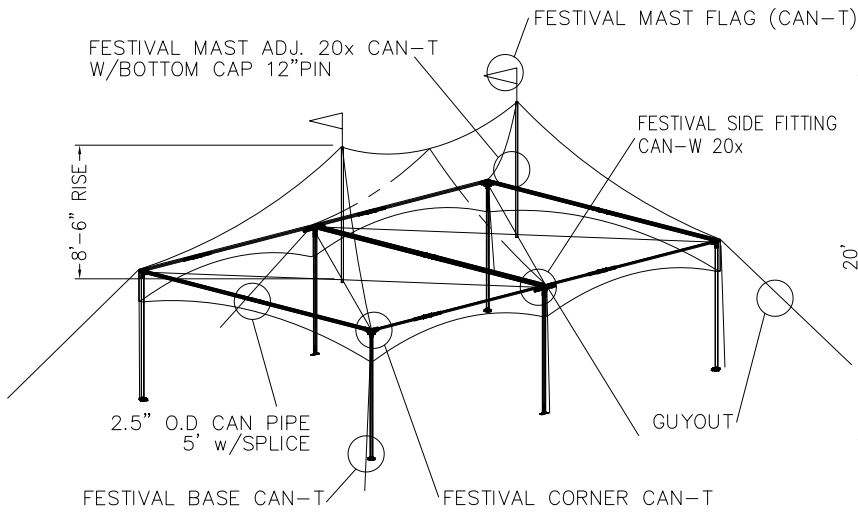 FESTIVAL MAST FLAG (CAN-T)
FESTIVAL MAST ADJ. 20x CAN-T
W/BOTTOM CAP 12"PIN
FESTIVAL SIDE FITTING
CAN-W 20x
8'-6" RISE
20'
2.5" O.D CAN PIPE
5' w/SPLICE
GUYOUT
FESTIVAL BASE CAN-T
FESTIVAL CORNER CAN-T